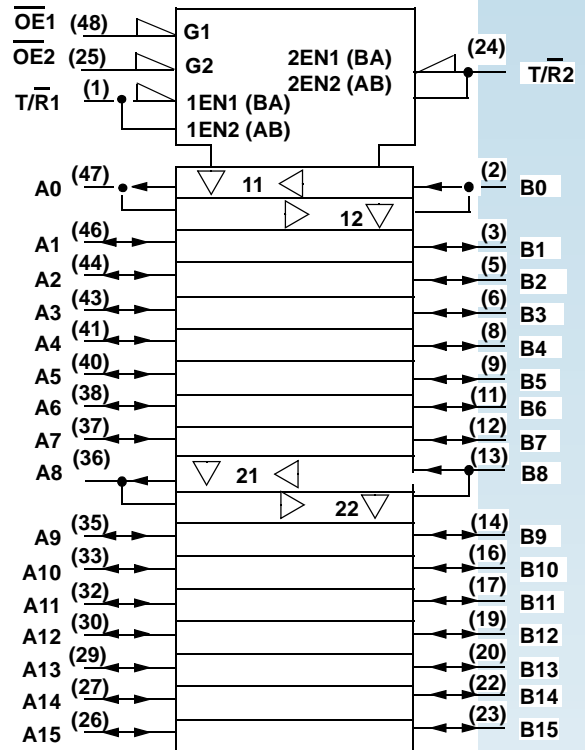 O̅E̅1 (48) G1
O̅E̅2 (25) G2 2EN1 (BA) (24)
T/R̅1 (1) 1EN1 (BA) 2EN2 (AB) T/R̅2
1EN2 (AB)
A0 (47) 11 (2) B0
12
A1 (46) (3) B1
A2 (44) (5) B2
A3 (43) (6) B3
A4 (41) (8) B4
A5 (40) (9) B5
A6 (38) (11) B6
A7 (37) (12) B7
A8 (36) 21 (13) B8
22
A9 (35) (14) B9
A10 (33) (16) B10
A11 (32) (17) B11
A12 (30) (19) B12
A13 (29) (20) B13
A14 (27) (22) B14
A15 (26) (23) B15